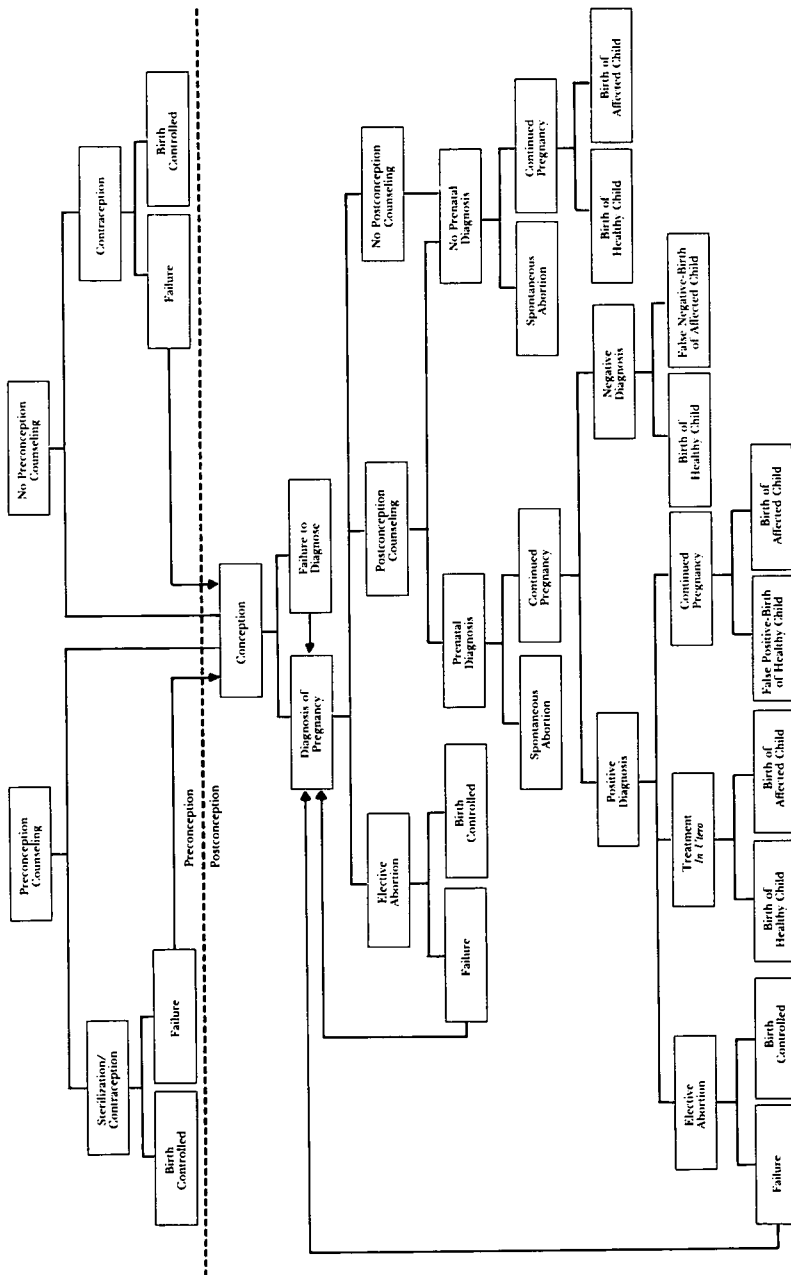 Preconception
Counseling
No Preconception
Counseling
Sterilization/
Contraception
Contraception
Birth
Controlled
Failure
Failure
Birth
Controlled
Preconception
Postconception
Conception
Diagnosis of
Pregnancy
Failure to
Diagnose
Elective
Abortion
Postconception
Counseling
No Postconception
Counseling
Failure
Birth
Controlled
Prenatal
Diagnosis
No Prenatal
Diagnosis
Spontaneous
Abortion
Continued
Pregnancy
Spontaneous
Abortion
Continued
Pregnancy
Positive
Diagnosis
Negative
Diagnosis
Birth of
Healthy Child
Birth of
Affected Child
Elective
Abortion
Treatment
In Utero
Continued
Pregnancy
Birth of
Healthy Child
False Negative-Birth
of Affected Child
Failure
Birth
Controlled
Birth of
Healthy Child
Birth of
Affected Child
False Positive-Birth
of Healthy Child
Birth of
Affected Child